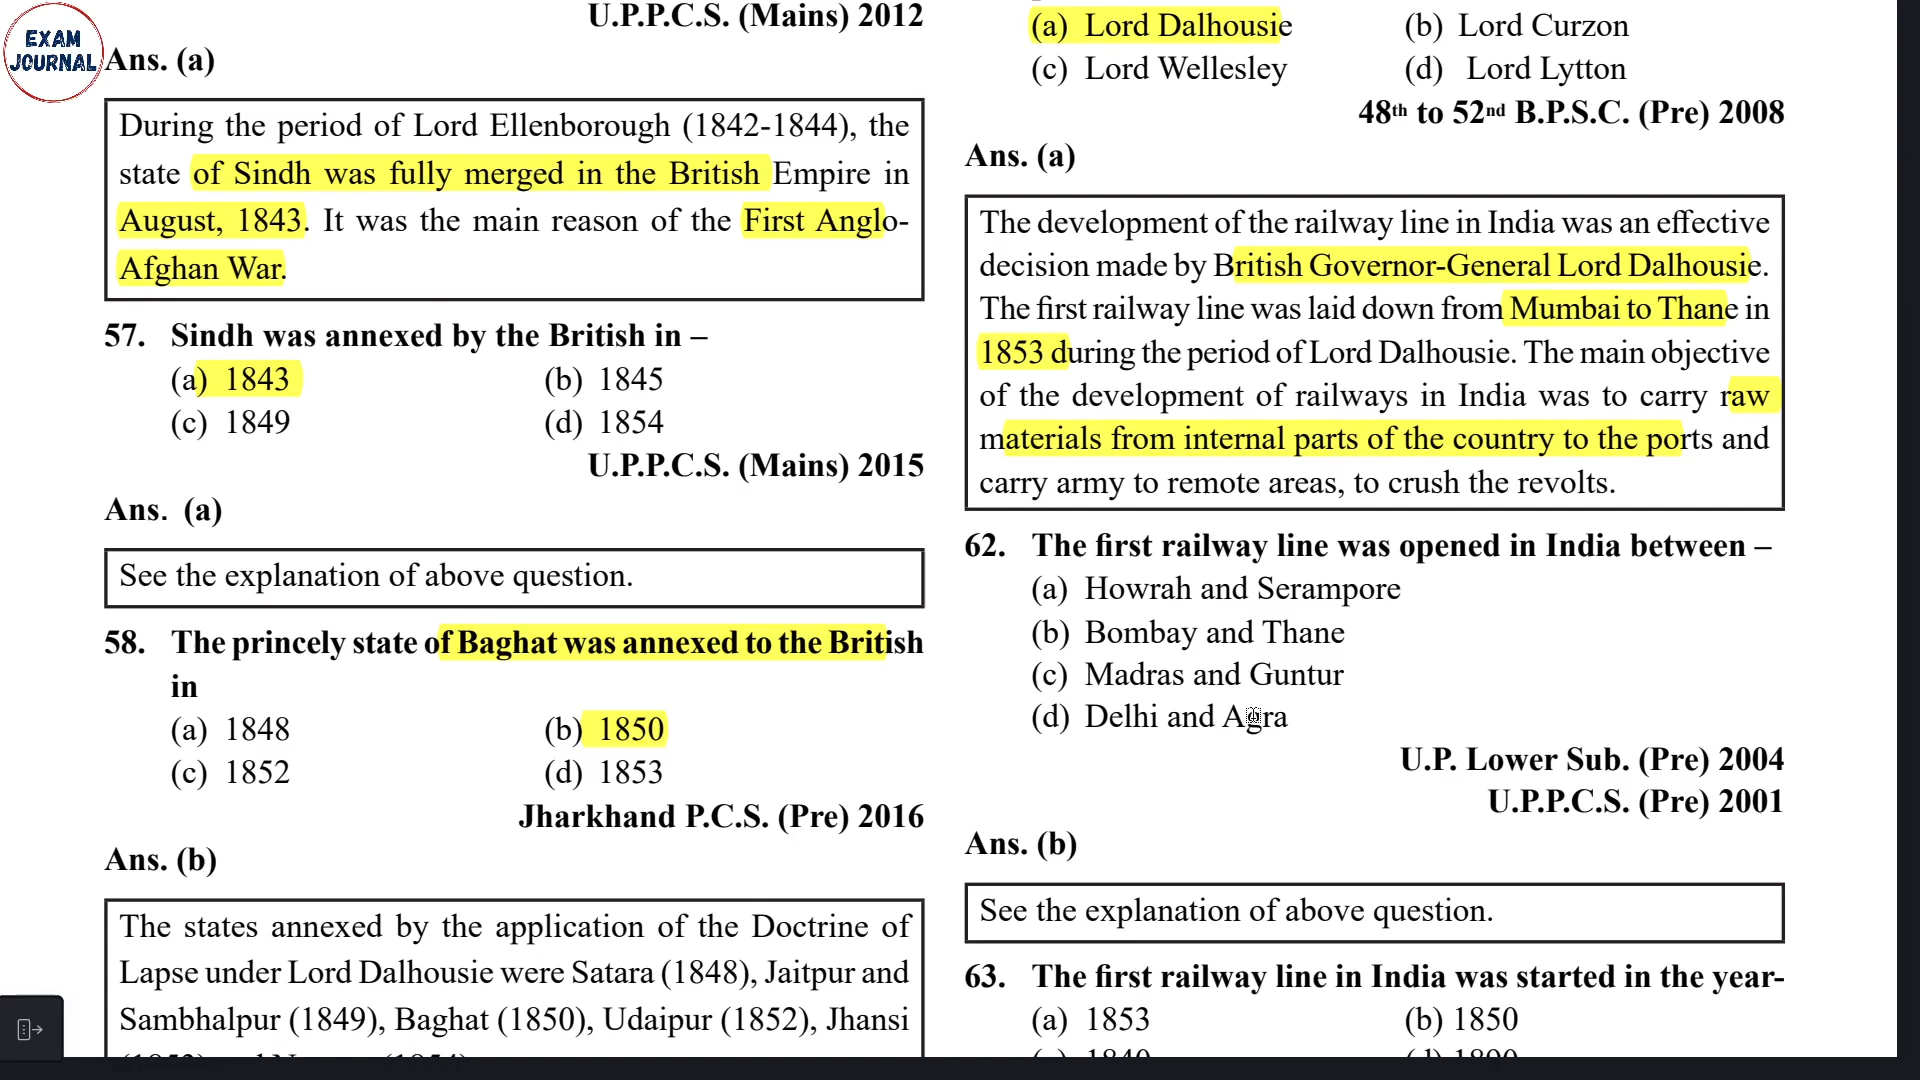 EXAM
JOURNAL
U.P.P.C.S. (Mains) 2012
Ans. (a)
During the period of Lord Ellenborough (1842-1844), the
state of Sindh was fully merged in the British Empire in
August, 1843. It was the main reason of the First Anglo-
Afghan War.
57. Sindh was annexed by the British in –
(a) 1843 (b) 1845
(c) 1849 (d) 1854
U.P.P.C.S. (Mains) 2015
Ans. (a)
See the explanation of above question.
58. The princely state of Baghat was annexed to the British
in
(a) 1848 (b) 1850
(c) 1852 (d) 1853
Jharkhand P.C.S. (Pre) 2016
Ans. (b)
The states annexed by the application of the Doctrine of
Lapse under Lord Dalhousie were Satara (1848), Jaitpur and
Sambhalpur (1849), Baghat (1850), Udaipur (1852), Jhansi
(a) Lord Dalhousie (b) Lord Curzon
(c) Lord Wellesley (d) Lord Lytton
48th to 52nd B.P.S.C. (Pre) 2008
Ans. (a)
The development of the railway line in India was an effective
decision made by British Governor-General Lord Dalhousie.
The first railway line was laid down from Mumbai to Thane in
1853 during the period of Lord Dalhousie. The main objective
of the development of railways in India was to carry raw
materials from internal parts of the country to the ports and
carry army to remote areas, to crush the revolts.
62. The first railway line was opened in India between –
(a) Howrah and Serampore
(b) Bombay and Thane
(c) Madras and Guntur
(d) Delhi and Agra
U.P. Lower Sub. (Pre) 2004
U.P.P.C.S. (Pre) 2001
Ans. (b)
See the explanation of above question.
63. The first railway line in India was started in the year-
(a) 1853 (b) 1850